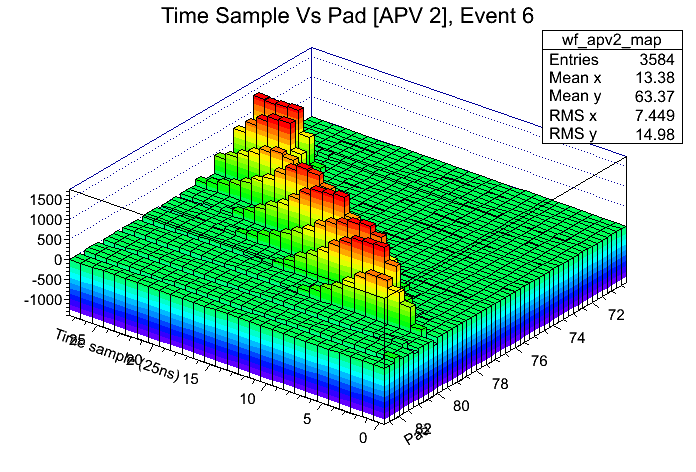 Time Sample Vs Pad [APV 2], Event 6
wf_apv2_map
Entries 3584
Mean x 13.38
Mean y 63.37
RMS x 7.449
RMS y 14.98
1500
1000
500
0
-500
-1000
25
20
15
10
5
0
Time sample (25ns)
72
74
76
78
80
82
Pad